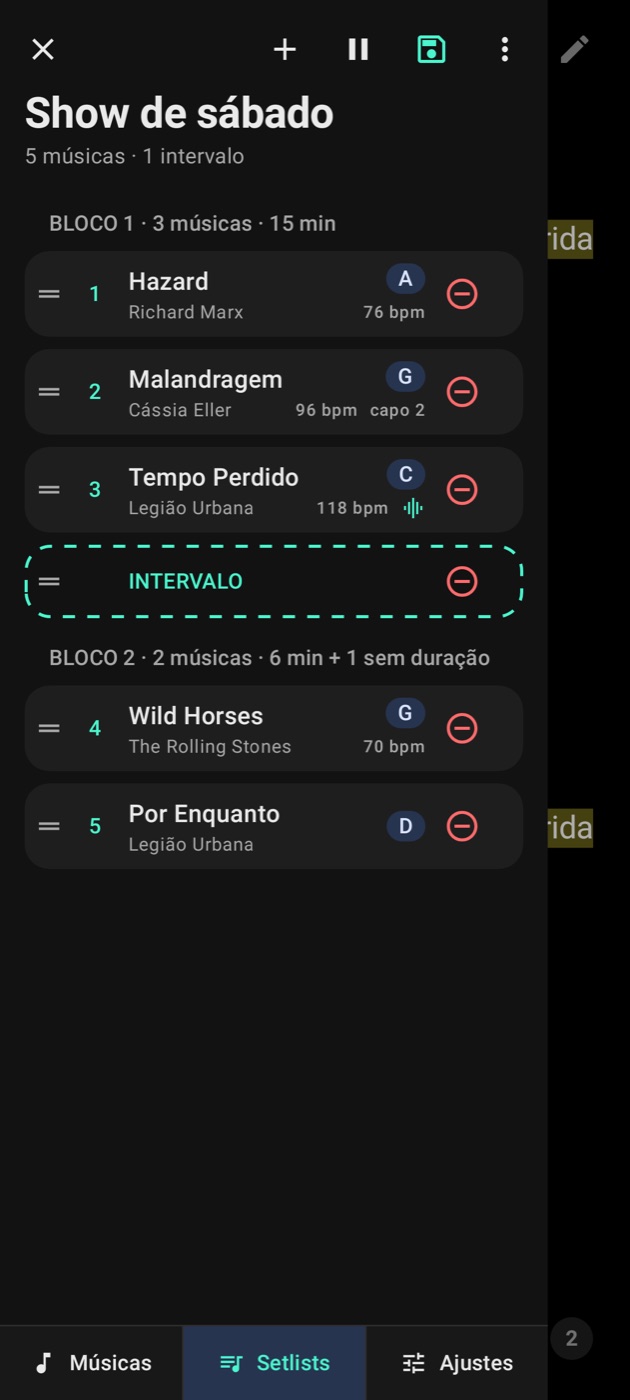 Show de sábado
5 músicas · 1 intervalo
BLOCO 1 · 3 músicas · 15 min
1 Hazard A
Richard Marx 76 bpm
2 Malandragem G
Cássia Eller 96 bpm capo 2
3 Tempo Perdido C
Legião Urbana 118 bpm
INTERVALO
BLOCO 2 · 2 músicas · 6 min + 1 sem duração
4 Wild Horses G
The Rolling Stones 70 bpm
5 Por Enquanto D
Legião Urbana
Músicas Setlists Ajustes
rida
rida
2